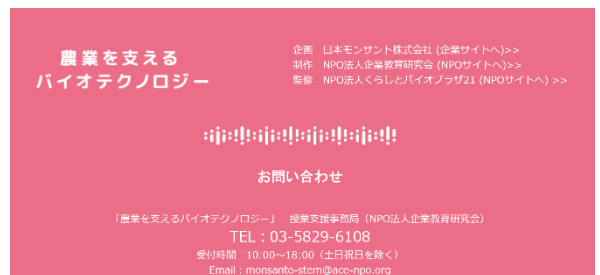 農業を支える
バイオテクノロジー
企画 日本モンサント株式会社 (企業サイトへ)>>
制作 NPO法人企業教育研究会 (NPOサイトへ)>>
監修 NPO法人くらしとバイオプラザ21 (NPOサイトへ) >>
お問い合わせ
「農業を支えるバイオテクノロジー」 授業支援事務局（NPO法人企業教育研究会）
TEL：03-5829-6108
受付時間 10:00～18:00（土日祝日を除く）
Email：monsanto-stem@ace-npo.org